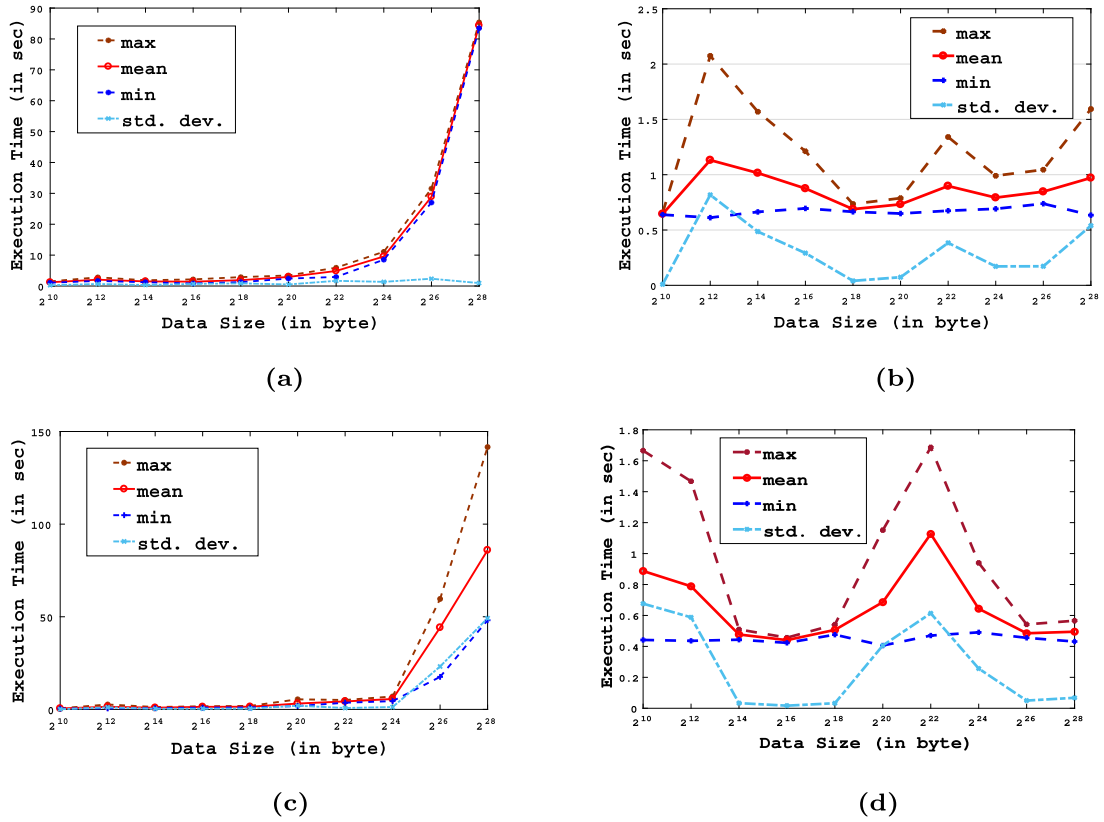 90
80
70
60
50
40
30
20
10
0
Execution Time (in sec)
max
mean
min
std. dev.
2^10 2^12 2^14 2^16 2^18 2^20 2^22 2^24 2^26 2^28
Data Size (in byte)
(a)
2.5
2
1.5
1
0.5
0
Execution Time (in sec)
max
mean
min
std. dev.
2^10 2^12 2^14 2^16 2^18 2^20 2^22 2^24 2^26 2^28
Data Size (in byte)
(b)
150
100
50
0
Execution Time (in sec)
max
mean
min
std. dev.
2^10 2^12 2^14 2^16 2^18 2^20 2^22 2^24 2^26 2^28
Data Size (in byte)
(c)
1.8
1.6
1.4
1.2
1
0.8
0.6
0.4
0.2
0
Execution Time (in sec)
max
mean
min
std. dev.
2^10 2^12 2^14 2^16 2^18 2^20 2^22 2^24 2^26 2^28
Data Size (in byte)
(d)